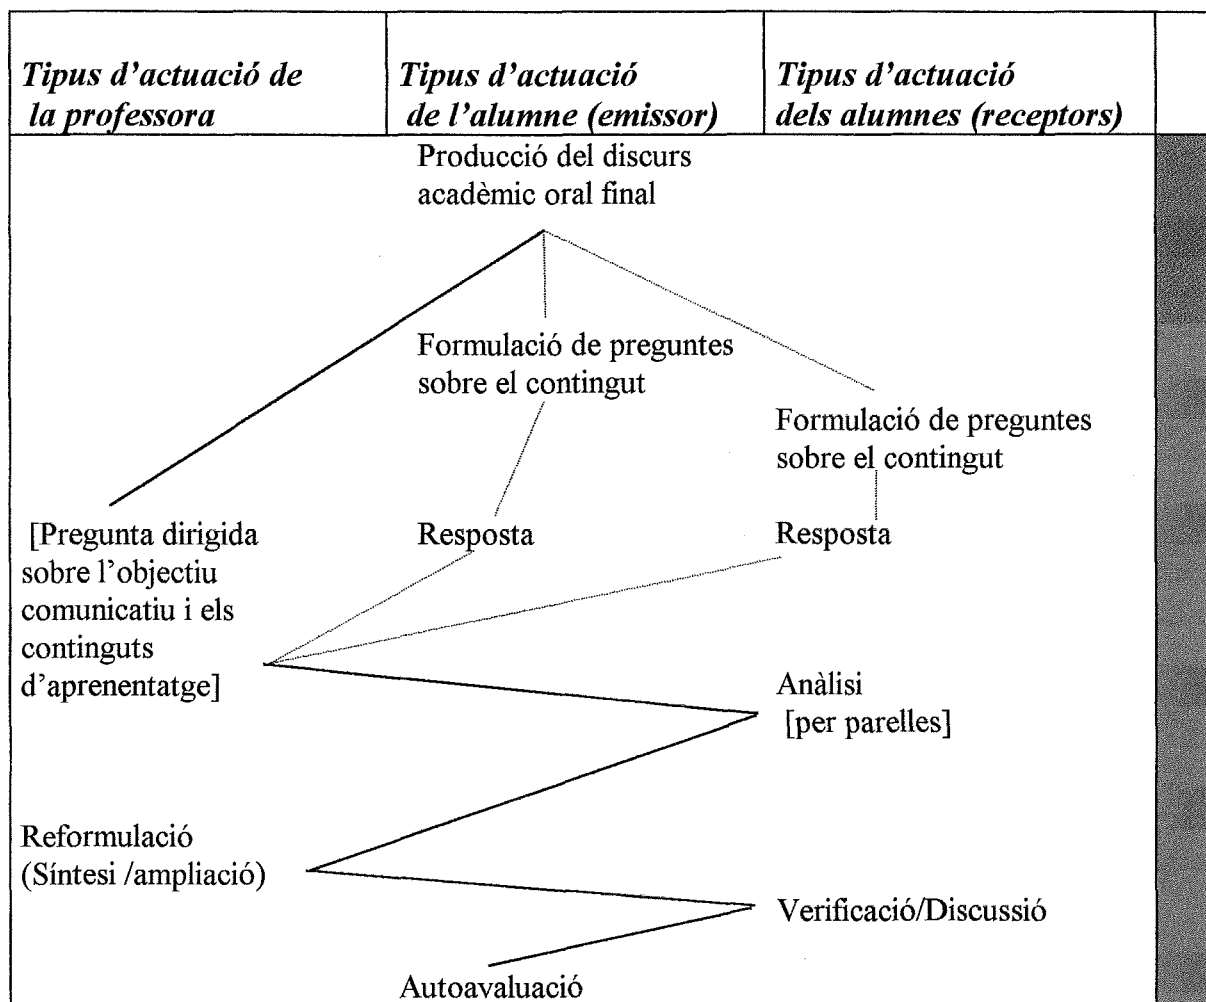 Tipus d'actuació de
la professora
Tipus d'actuació
de l'alumne (emissor)
Tipus d'actuació
dels alumnes (receptors)
Producció del discurs
acadèmic oral final
Formulació de preguntes
sobre el contingut
Formulació de preguntes
sobre el contingut
[Pregunta dirigida
sobre l'objectiu
comunicatiu i els
continguts
d'aprenentatge]
Resposta
Resposta
Anàlisi
[per parelles]
Reformulació
(Síntesi /ampliació)
Verificació/Discussió
Autoavaluació